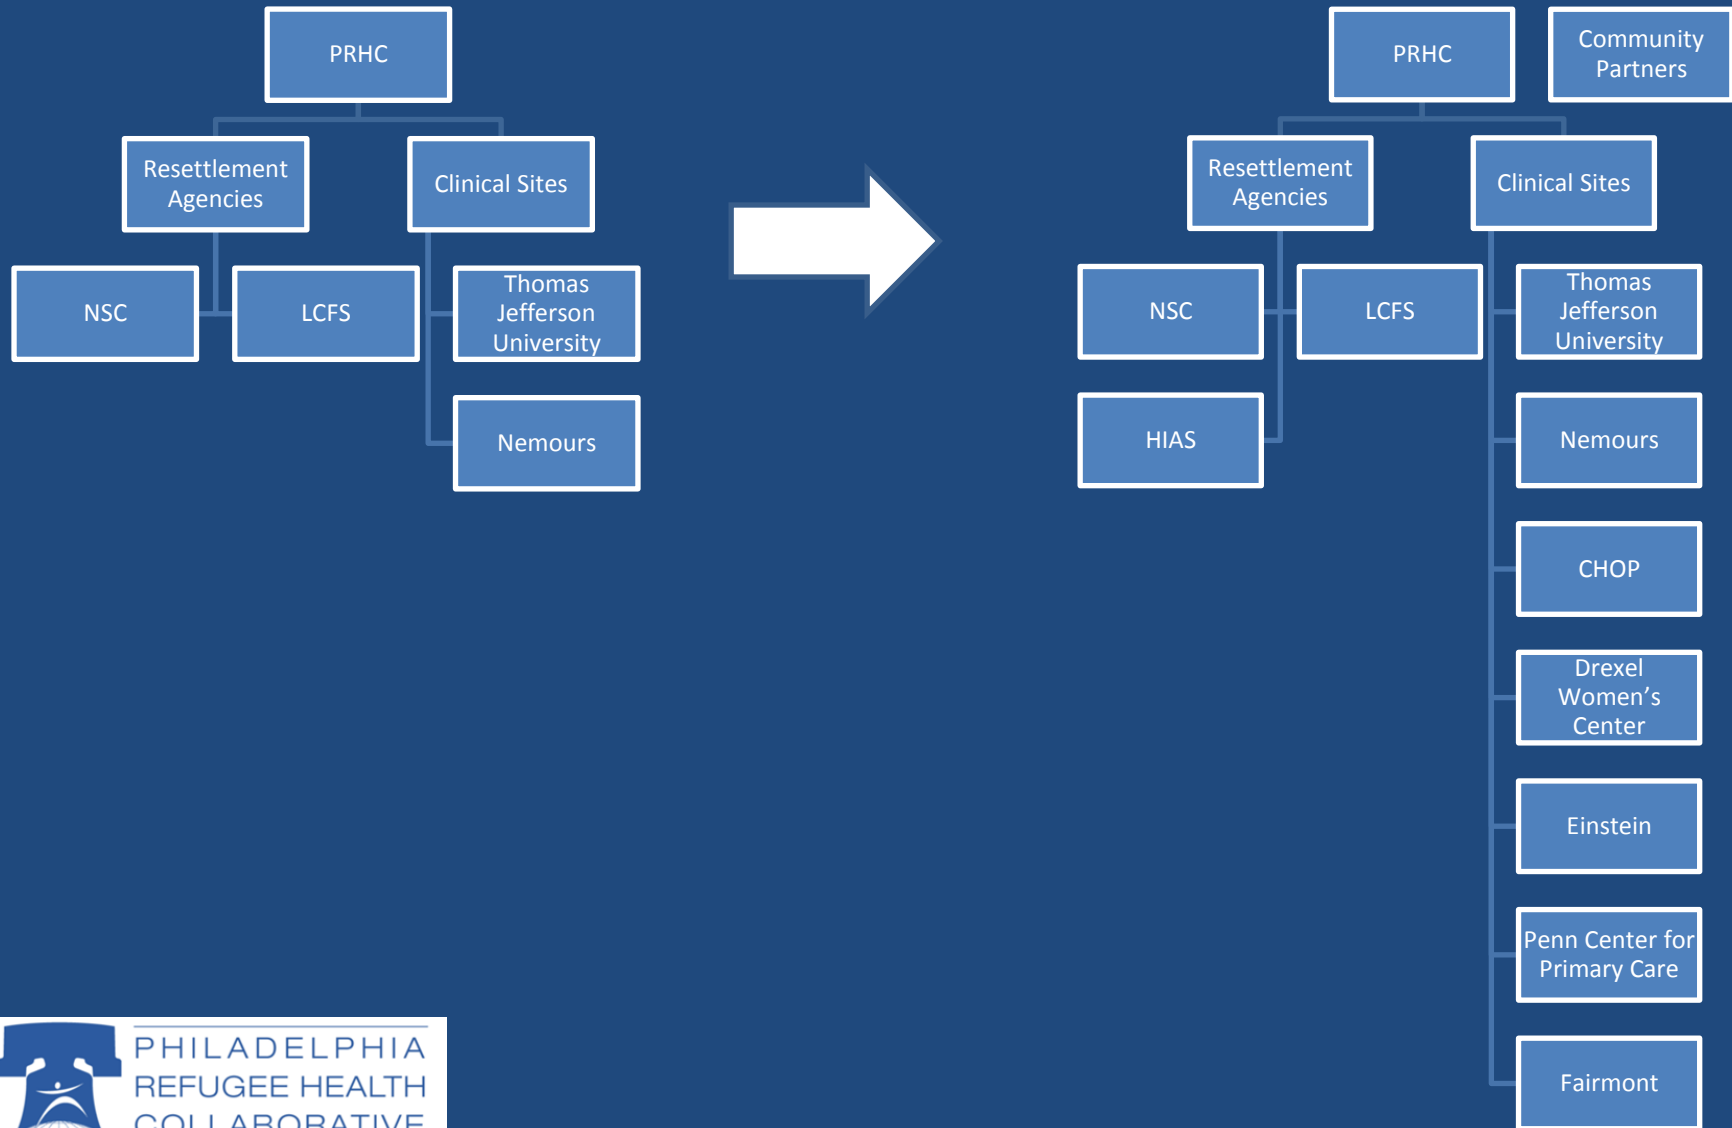 PRHC
Resettlement
Agencies
Clinical Sites
NSC
LCFS
Thomas
Jefferson
University
Nemours
PRHC
Community
Partners
Resettlement
Agencies
Clinical Sites
NSC
LCFS
Thomas
Jefferson
University
HIAS
Nemours
CHOP
Drexel
Women’s
Center
Einstein
Penn Center for
Primary Care
Fairmont
PHILADELPHIA
REFUGEE HEALTH
COLLABORATIVE